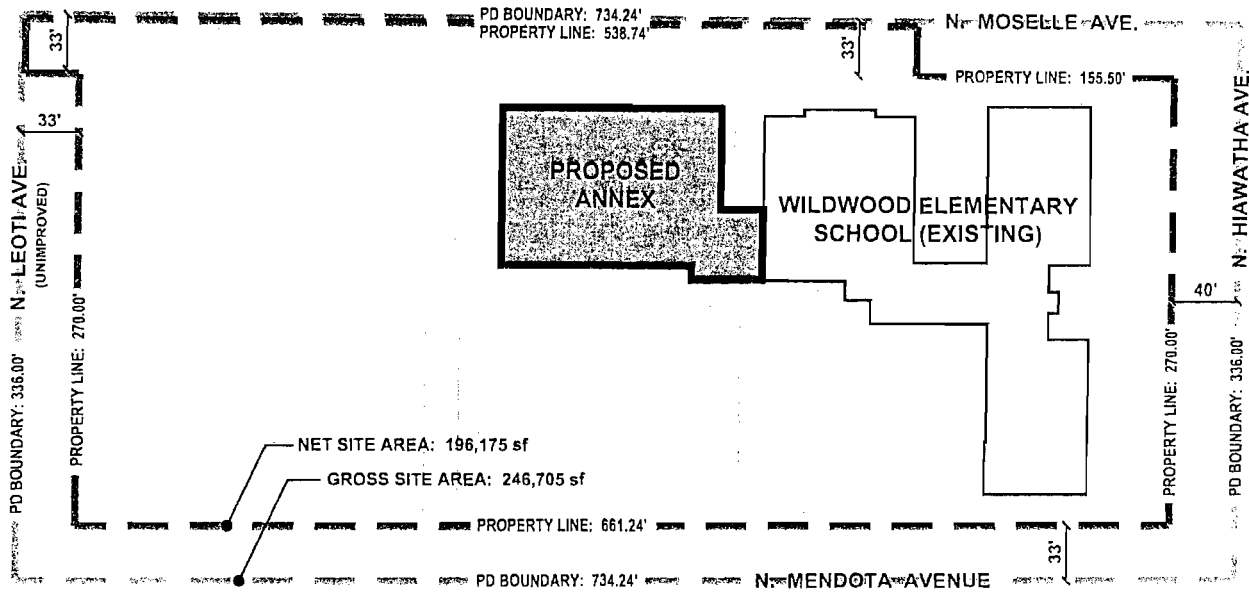 PD BOUNDARY: 734.24'
PROPERTY LINE: 538.74'
N. MOSELLE AVE.
33'
33'
PROPERTY LINE: 155.50'
33'
N. LEOTI AVE
(UNIMPROVED)
PROPOSED
ANNEX
WILDWOOD ELEMENTARY
SCHOOL (EXISTING)
N. HIAWATHA AVE.
40'
PD BOUNDARY: 336.00'
PROPERTY LINE: 270.00'
PROPERTY LINE: 270.00'
PD BOUNDARY: 336.00'
NET SITE AREA: 196,175 sf
GROSS SITE AREA: 246,705 sf
PROPERTY LINE: 661.24'
33'
PD BOUNDARY: 734.24'
N. MENDOTA AVENUE